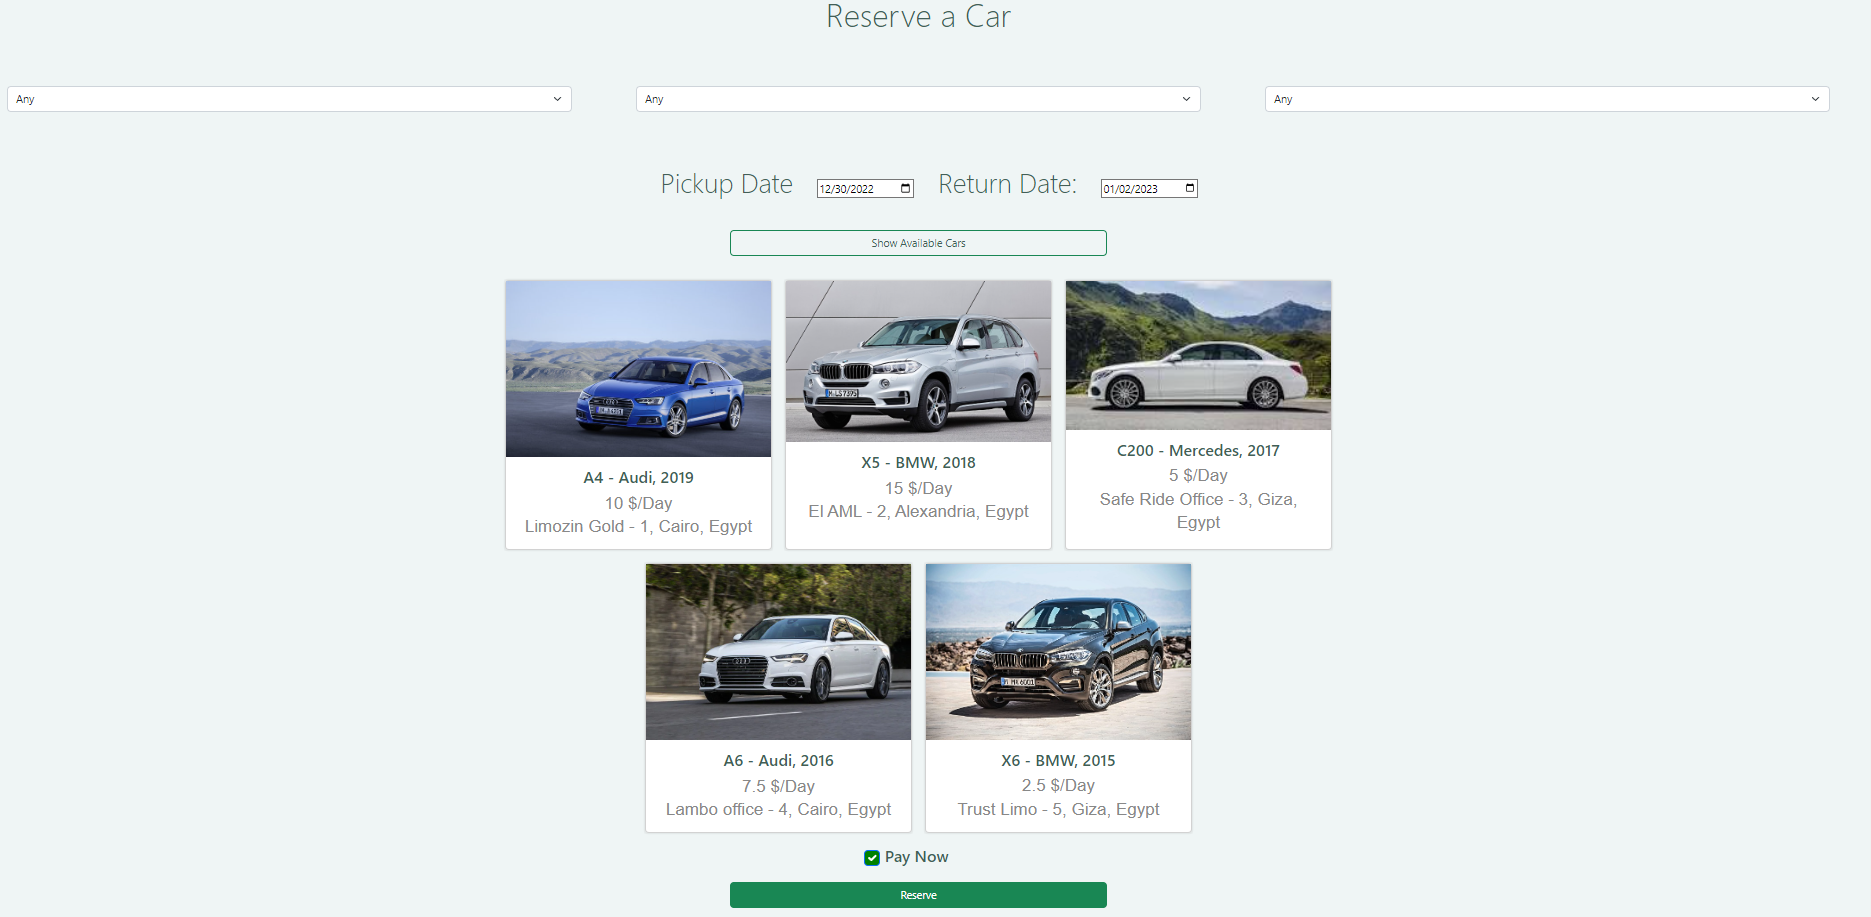 Reserve a Car
Any
Any
Any
Pickup Date 12/30/2022 Return Date: 01/02/2023
Show Available Cars
A4 - Audi, 2019
10 $/Day
Limozin Gold - 1, Cairo, Egypt
X5 - BMW, 2018
15 $/Day
El AML - 2, Alexandria, Egypt
C200 - Mercedes, 2017
5 $/Day
Safe Ride Office - 3, Giza,
Egypt
A6 - Audi, 2016
7.5 $/Day
Lambo office - 4, Cairo, Egypt
X6 - BMW, 2015
2.5 $/Day
Trust Limo - 5, Giza, Egypt
Pay Now
Reserve